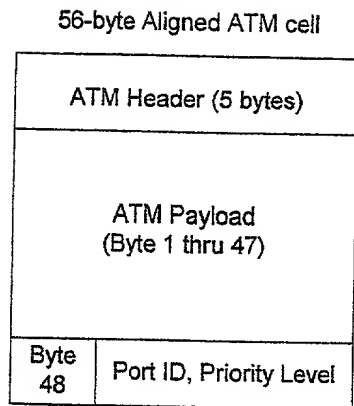 56-byte Aligned ATM cell
ATM Header (5 bytes)
ATM Payload
(Byte 1 thru 47)
Byte
48
Port ID, Priority Level